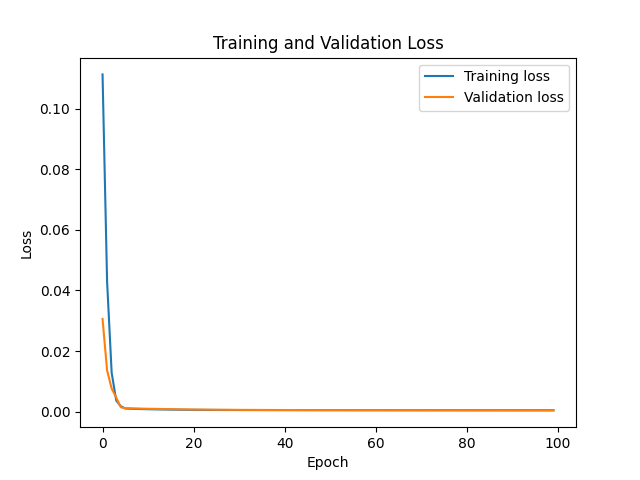 Training and Validation Loss
Training loss
Validation loss
0.10
0.08
0.06
0.04
0.02
0.00
Loss
0 20 40 60 80 100
Epoch